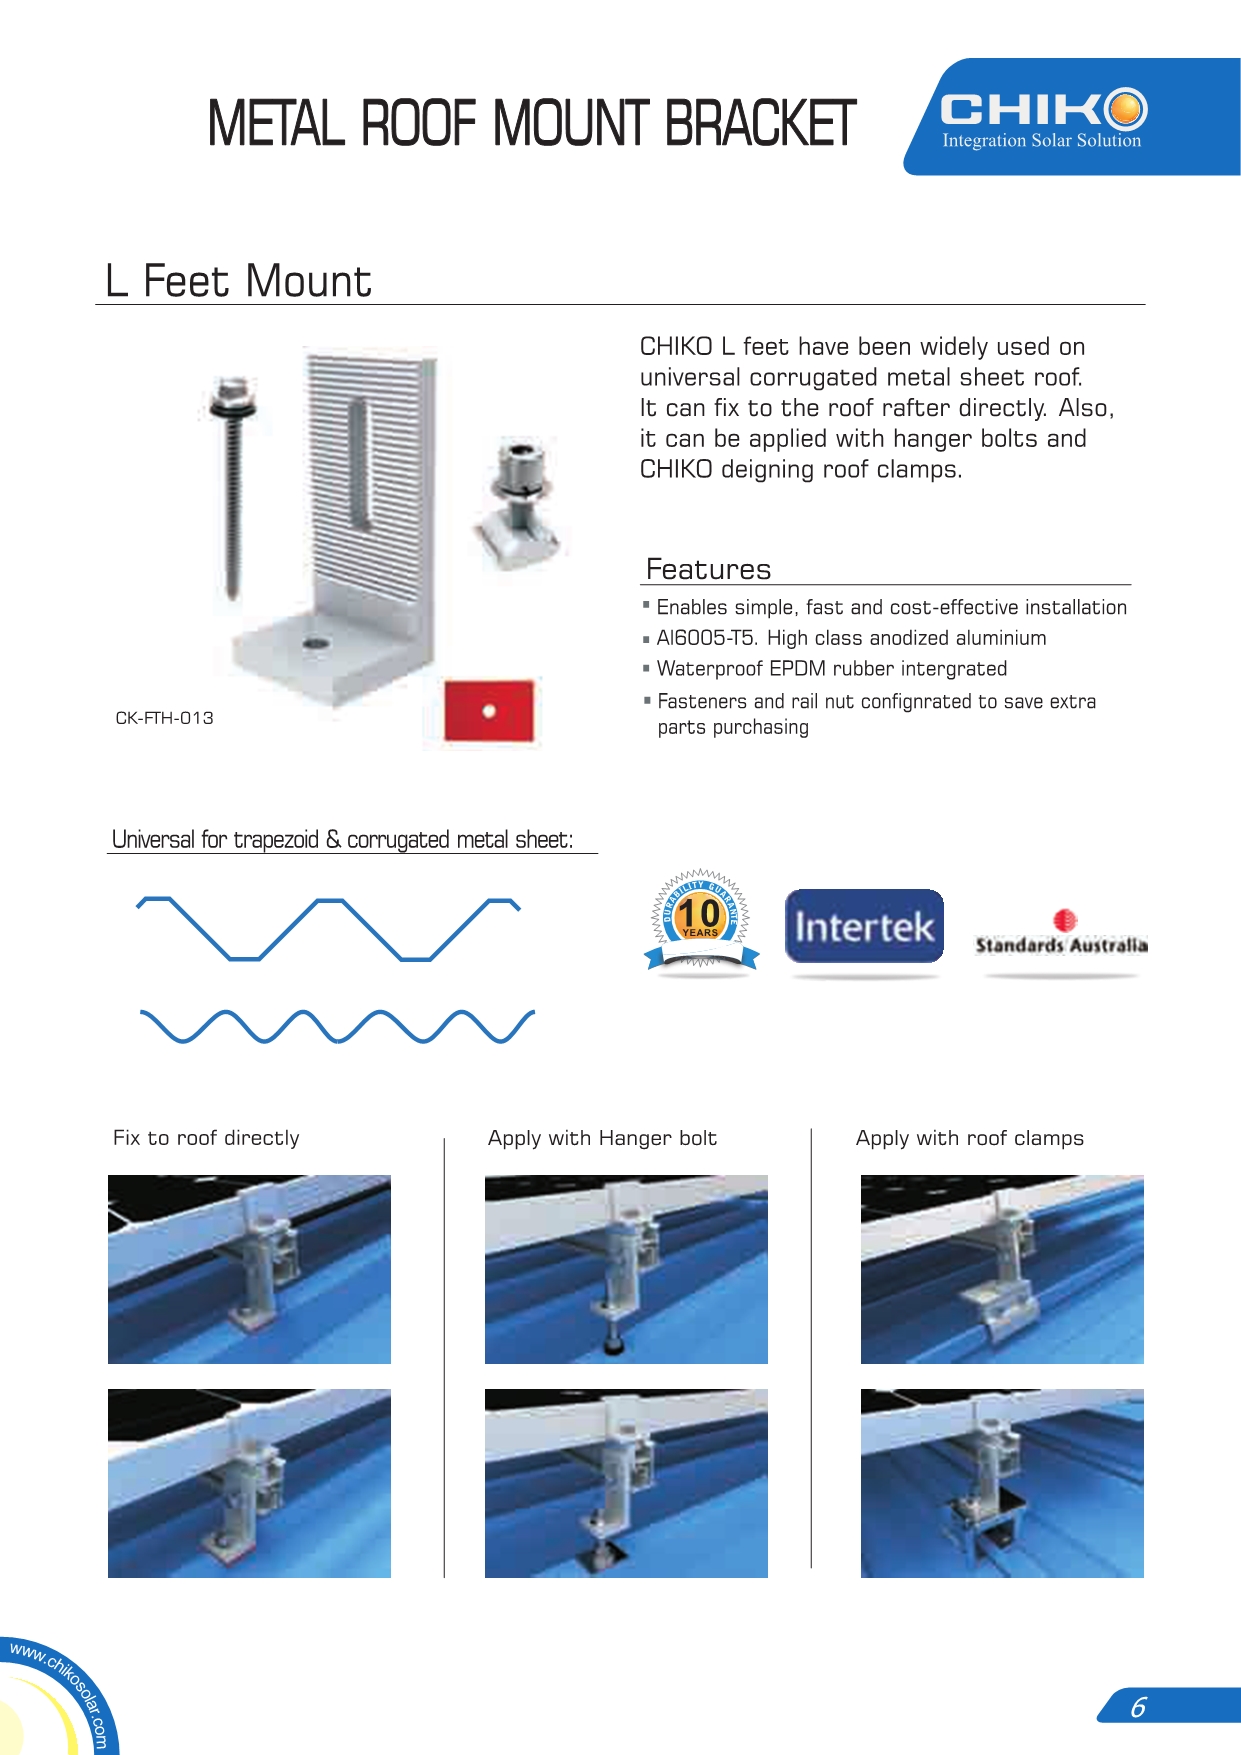 METAL ROOF MOUNT BRACKET
CHIKO
Integration Solar Solution
L Feet Mount
CHIKO L feet have been widely used on
universal corrugated metal sheet roof.
It can fix to the roof rafter directly. Also,
it can be applied with hanger bolts and
CHIKO deigning roof clamps.
Features
▪ Enables simple, fast and cost-effective installation
▪ Al6005-T5. High class anodized aluminium
▪ Waterproof EPDM rubber intergrated
▪ Fasteners and rail nut confignrated to save extra
parts purchasing
CK-FTH-013
Universal for trapezoid & corrugated metal sheet:
DURABILITY GUARANTE
10
YEARS
Intertek
Standards Australia
Fix to roof directly
Apply with Hanger bolt
Apply with roof clamps
www.chikosolar.com
6